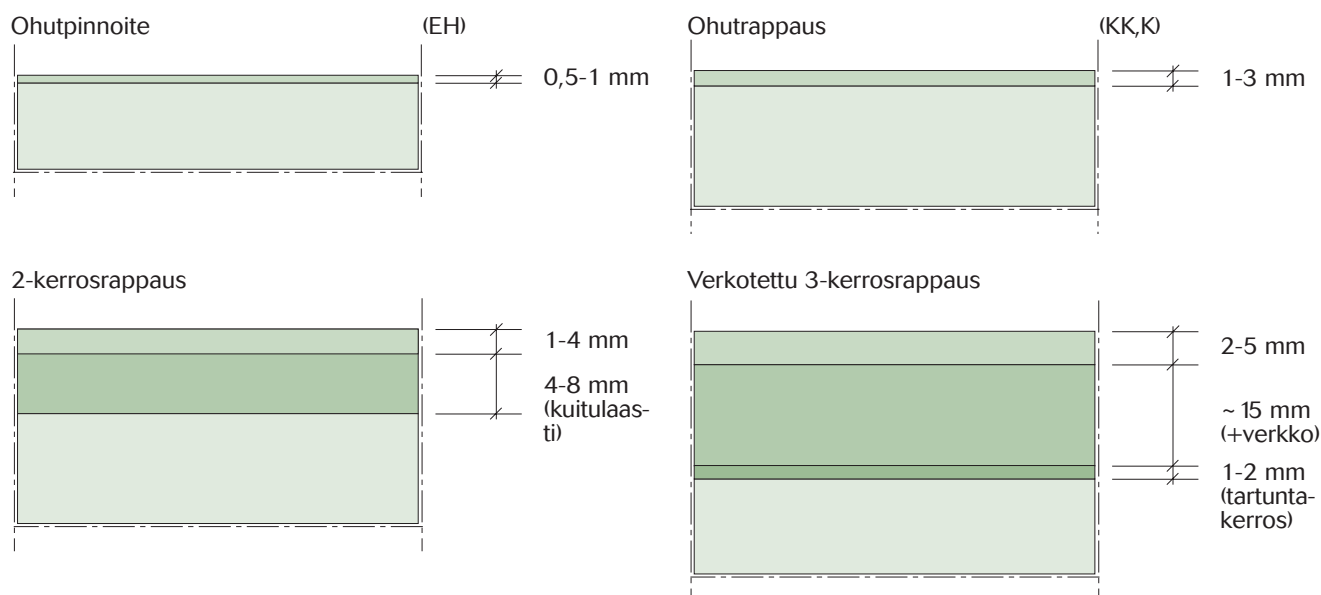 Ohutpinnoite (EH)
0,5-1 mm
Ohutrappaus (KK,K)
1-3 mm
2-kerrosrappaus
1-4 mm
4-8 mm
(kuitulaas-
ti)
Verkotettu 3-kerrosrappaus
2-5 mm
~ 15 mm
(+verkko)
1-2 mm
(tartunta-
kerros)